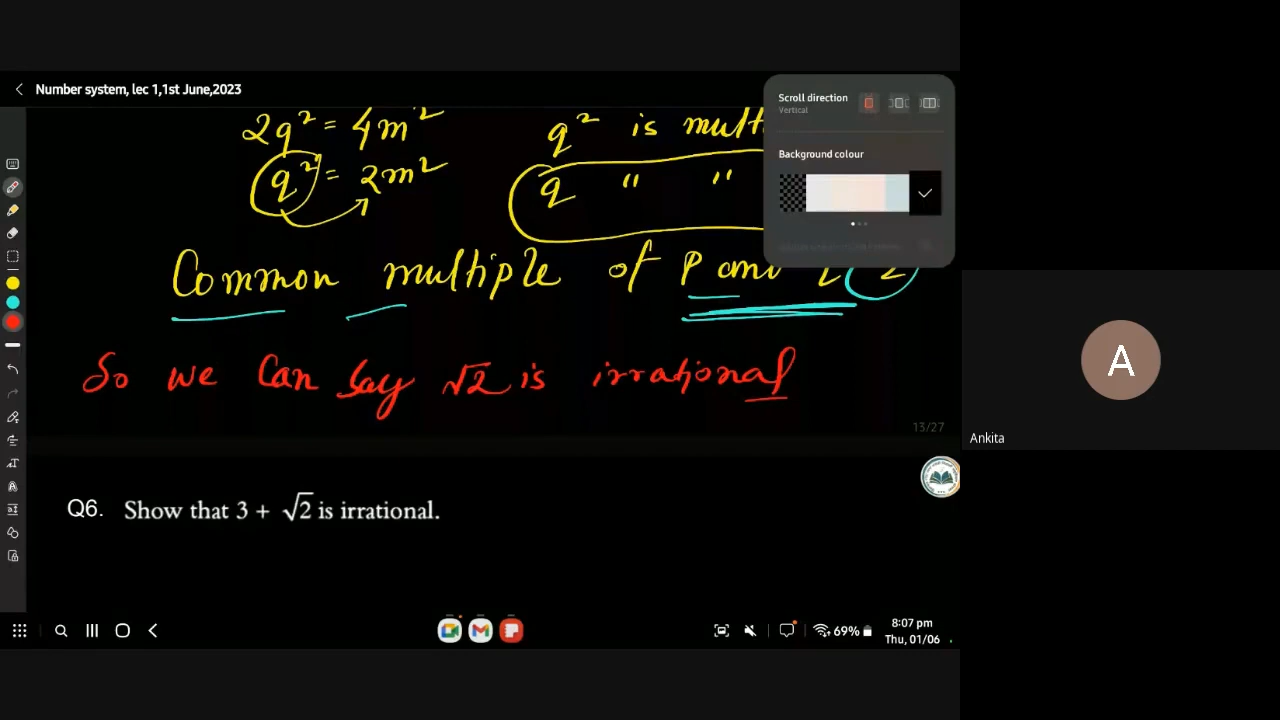 Number system, lec 1,1st June,2023
Scroll direction
Vertical
Background colour
2q² = 4m²
q² is mult
q² = 2m²
q " "
Common multiple of P and 2
So we can say √2 is irrational
13/27
Q6. Show that 3 + √2 is irrational.
A
Ankita
69%
8:07 pm
Thu, 01/06